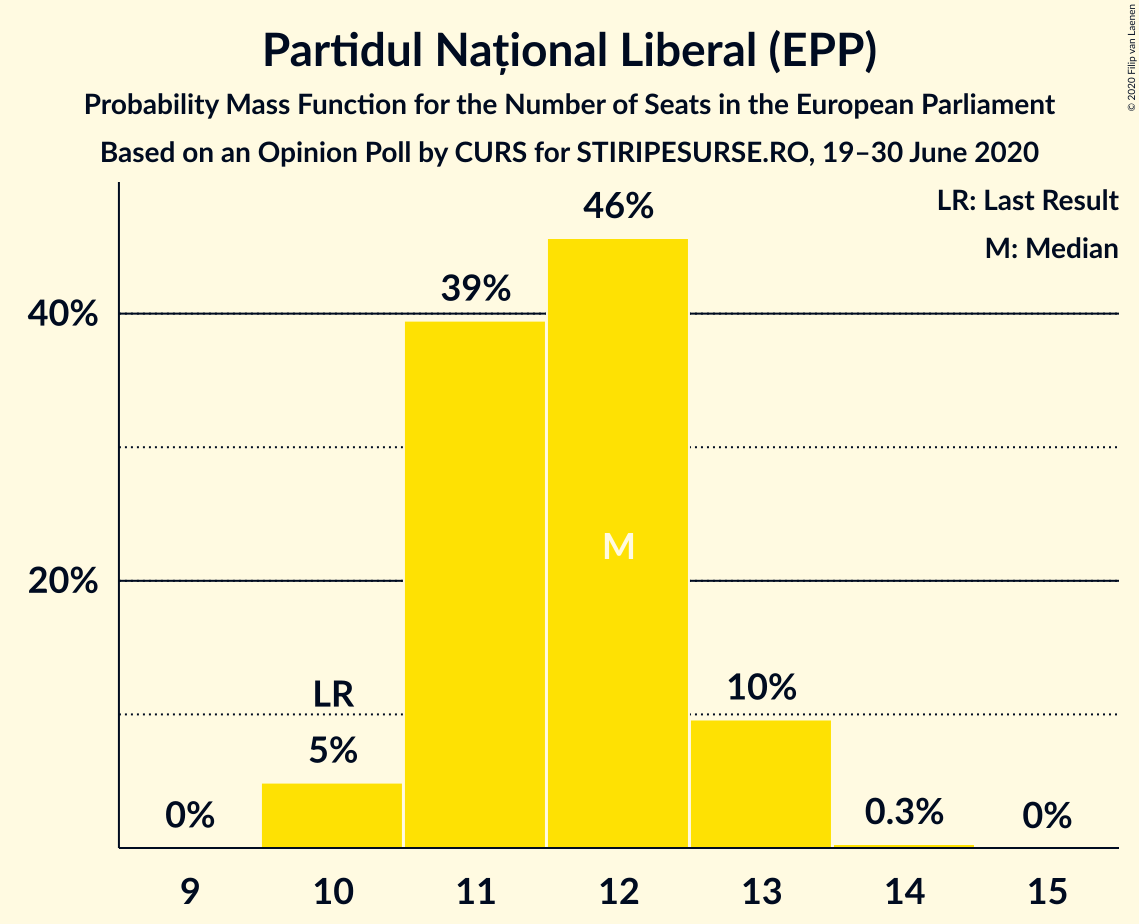 Partidul Național Liberal (EPP)
Probability Mass Function for the Number of Seats in the European Parliament
Based on an Opinion Poll by CURS for STIRIPESURSE.RO, 19–30 June 2020
© 2020 Filip van Laenen
LR: Last Result
M: Median
40%
20%
0%
LR
5%
39%
46%
M
10%
0.3%
0%
9 10 11 12 13 14 15